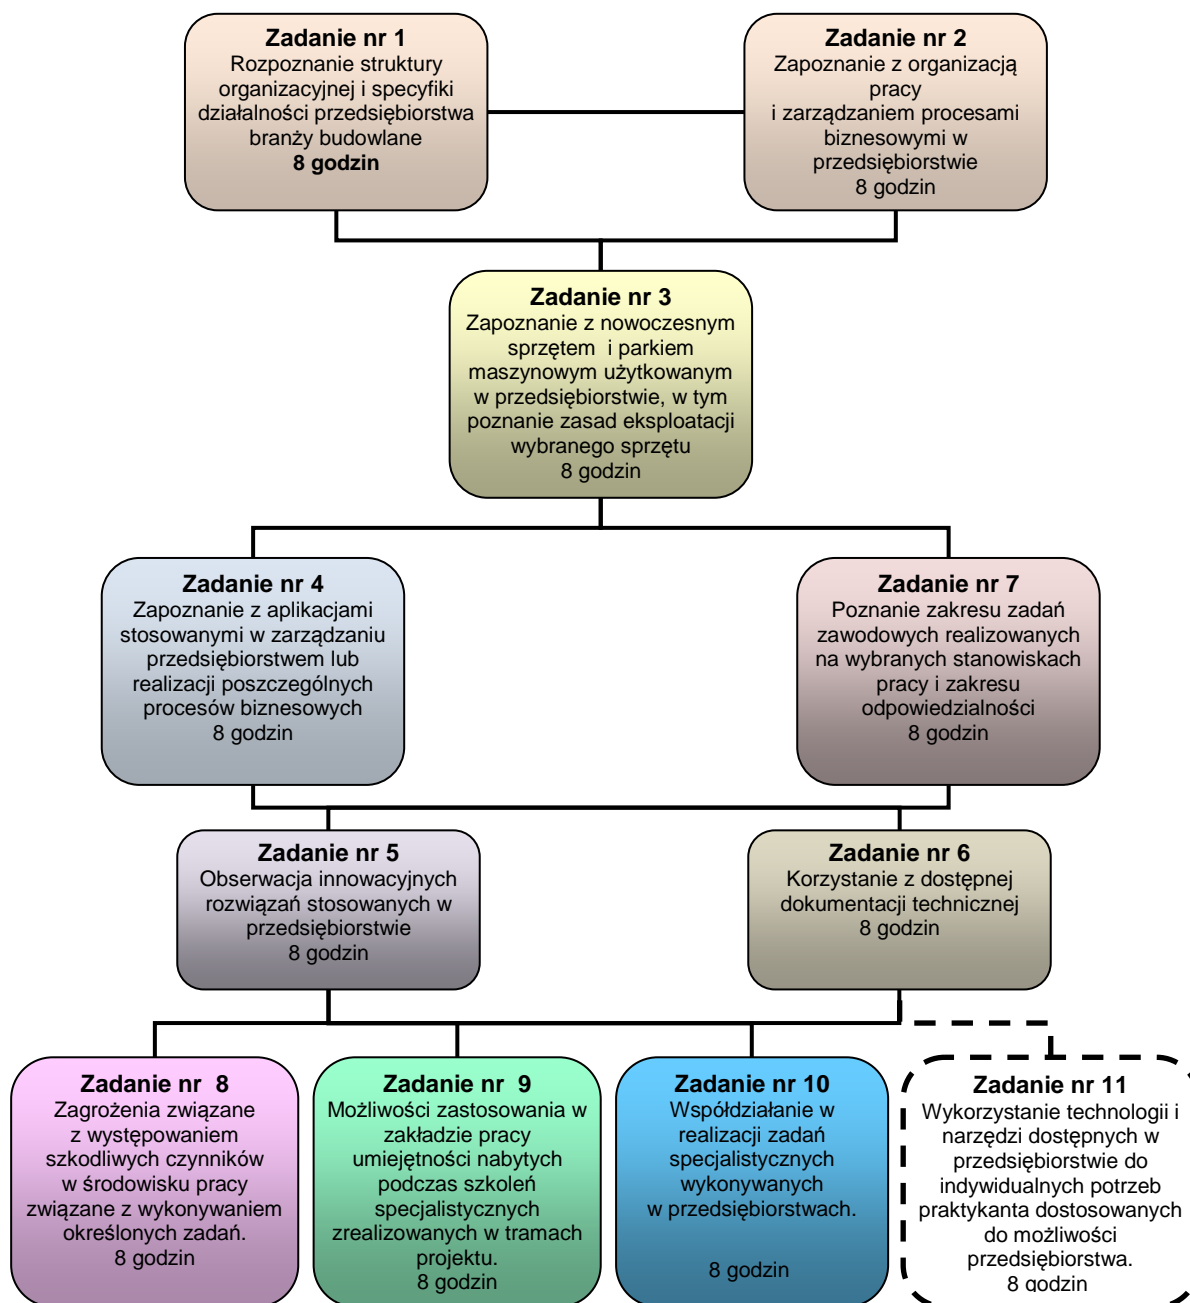 Zadanie nr 1
Rozpoznanie struktury
organizacyjnej i specyfiki
działalności przedsiębiorstwa
branży budowlane
8 godzin
Zadanie nr 2
Zapoznanie z organizacją
pracy
i zarządzaniem procesami
biznesowymi w
przedsiębiorstwie
8 godzin
Zadanie nr 3
Zapoznanie z nowoczesnym
sprzętem i parkiem
maszynowym użytkowanym
w przedsiębiorstwie, w tym
poznanie zasad eksploatacji
wybranego sprzętu
8 godzin
Zadanie nr 4
Zapoznanie z aplikacjami
stosowanymi w zarządzaniu
przedsiębiorstwem lub
realizacji poszczególnych
procesów biznesowych
8 godzin
Zadanie nr 7
Poznanie zakresu zadań
zawodowych realizowanych
na wybranych stanowiskach
pracy i zakresu
odpowiedzialności
8 godzin
Zadanie nr 5
Obserwacja innowacyjnych
rozwiązań stosowanych w
przedsiębiorstwie
8 godzin
Zadanie nr 6
Korzystanie z dostępnej
dokumentacji technicznej
8 godzin
Zadanie nr 8
Zagrożenia związane
z występowaniem
szkodliwych czynników
w środowisku pracy
związane z wykonywaniem
określonych zadań.
8 godzin
Zadanie nr 9
Możliwości zastosowania w
zakładzie pracy
umiejętności nabytych
podczas szkoleń
specjalistycznych
zrealizowanych w tramach
projektu.
8 godzin
Zadanie nr 10
Współdziałanie w
realizacji zadań
specjalistycznych
wykonywanych
w przedsiębiorstwach.
8 godzin
Zadanie nr 11
Wykorzystanie technologii i
narzędzi dostępnych w
przedsiębiorstwie do
indywidualnych potrzeb
praktykanta dostosowanych
do możliwości
przedsiębiorstwa.
8 godzin